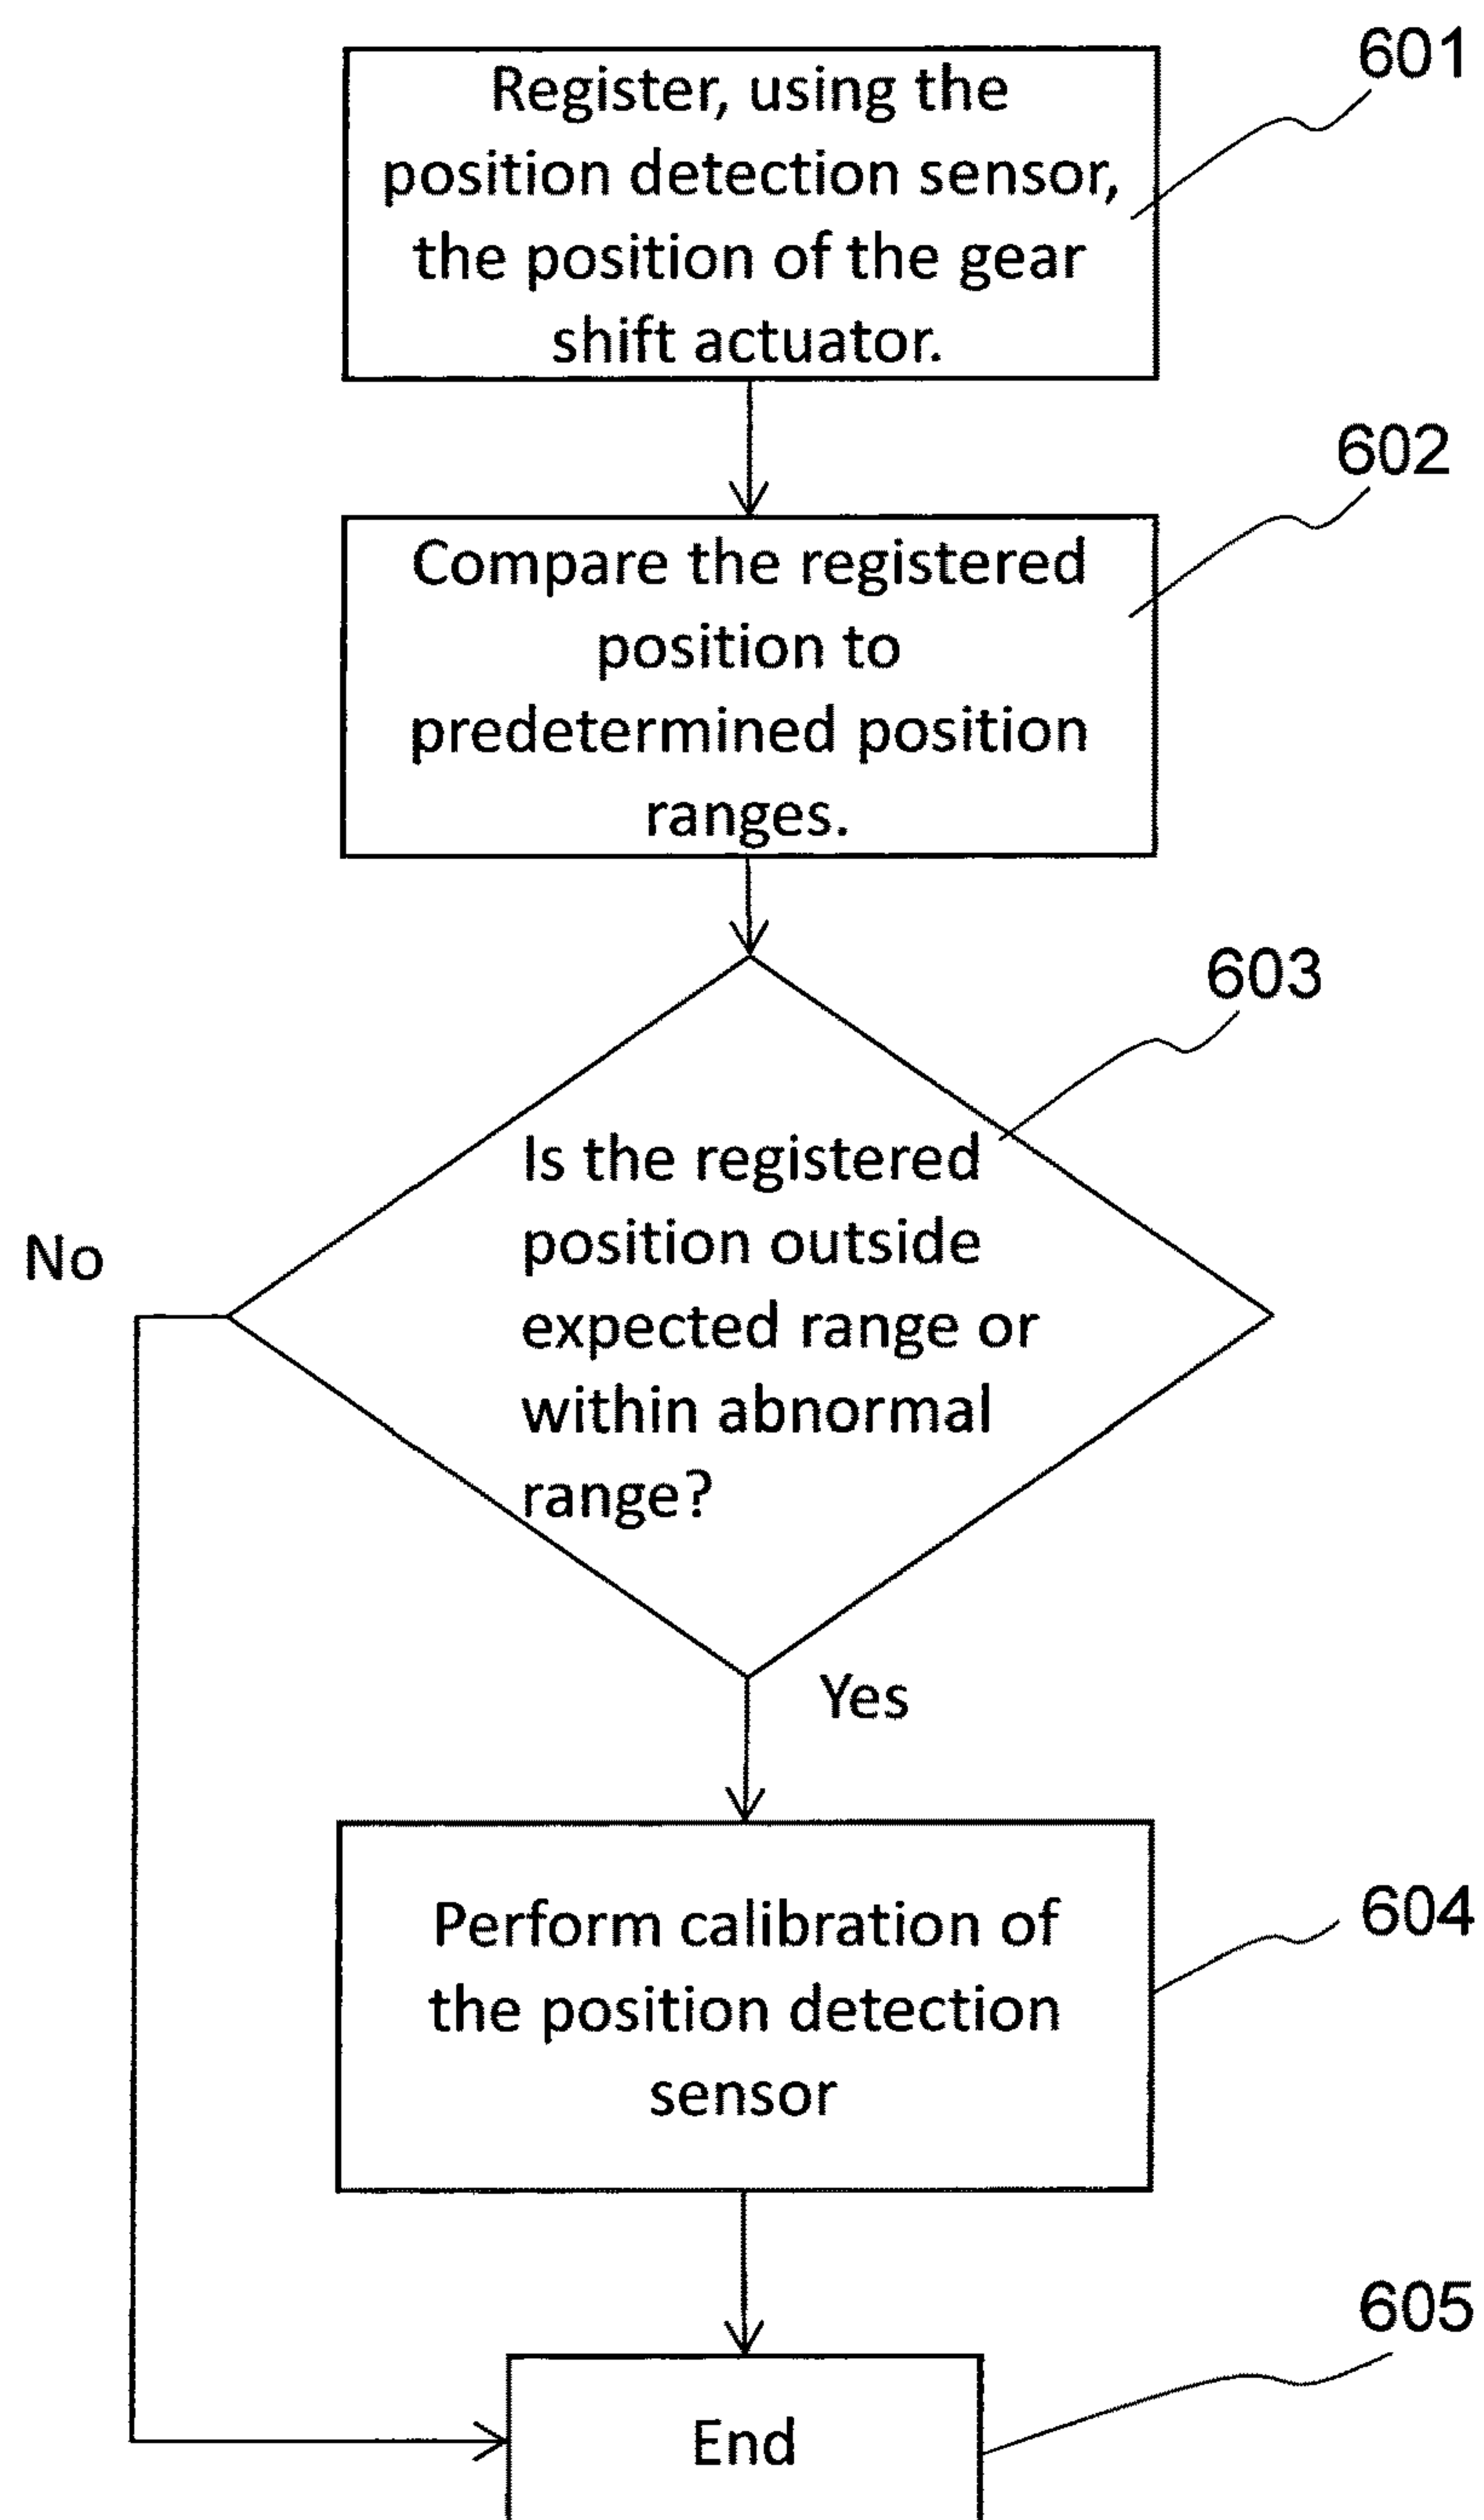 601
Register, using the
position detection sensor,
the position of the gear
shift actuator.
602
Compare the registered
position to
predetermined position
ranges.
603
Is the registered
position outside
expected range or
within abnormal
range?
No
Yes
604
Perform calibration of
the position detection
sensor
605
End